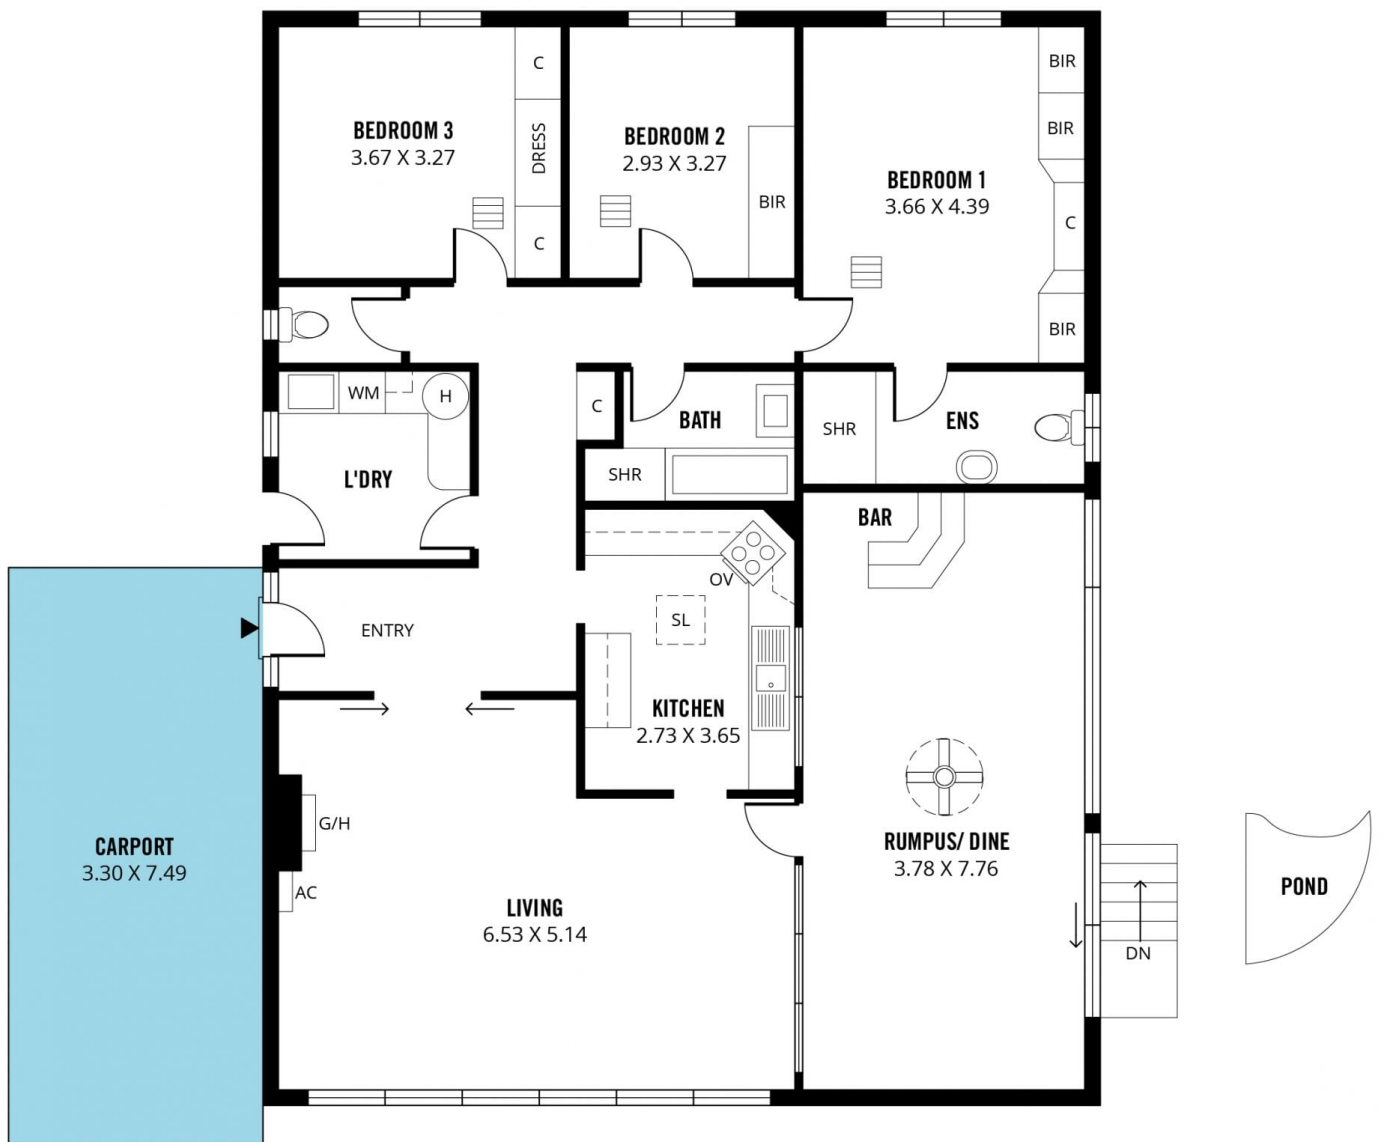 BEDROOM 3
3.67 X 3.27
C
DRESS
C
BEDROOM 2
2.93 X 3.27
BIR
BEDROOM 1
3.66 X 4.39
BIR
BIR
C
BIR
WM
H
L'DRY
C
BATH
SHR
SHR
ENS
BAR
OV
SL
KITCHEN
2.73 X 3.65
ENTRY
CARPORT
3.30 X 7.49
G/H
AC
LIVING
6.53 X 5.14
RUMPUS/ DINE
3.78 X 7.76
DN
POND